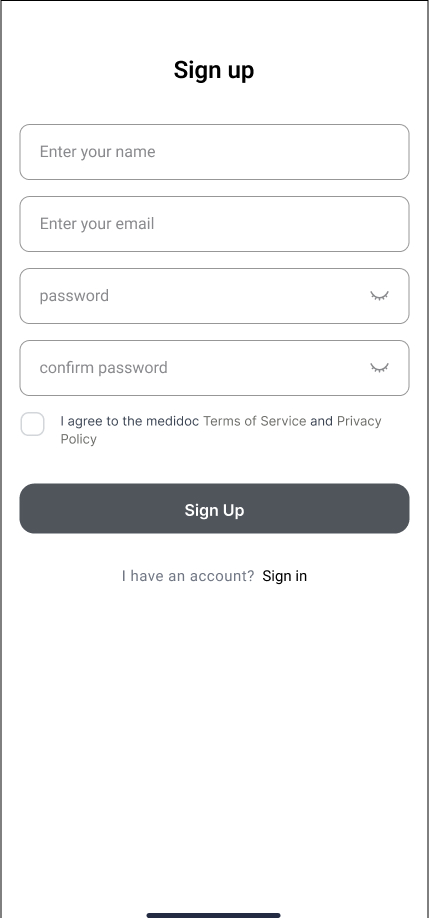 Sign up
Enter your name
Enter your email
password
confirm password
I agree to the medidoc Terms of Service and Privacy
Policy
Sign Up
I have an account? Sign in